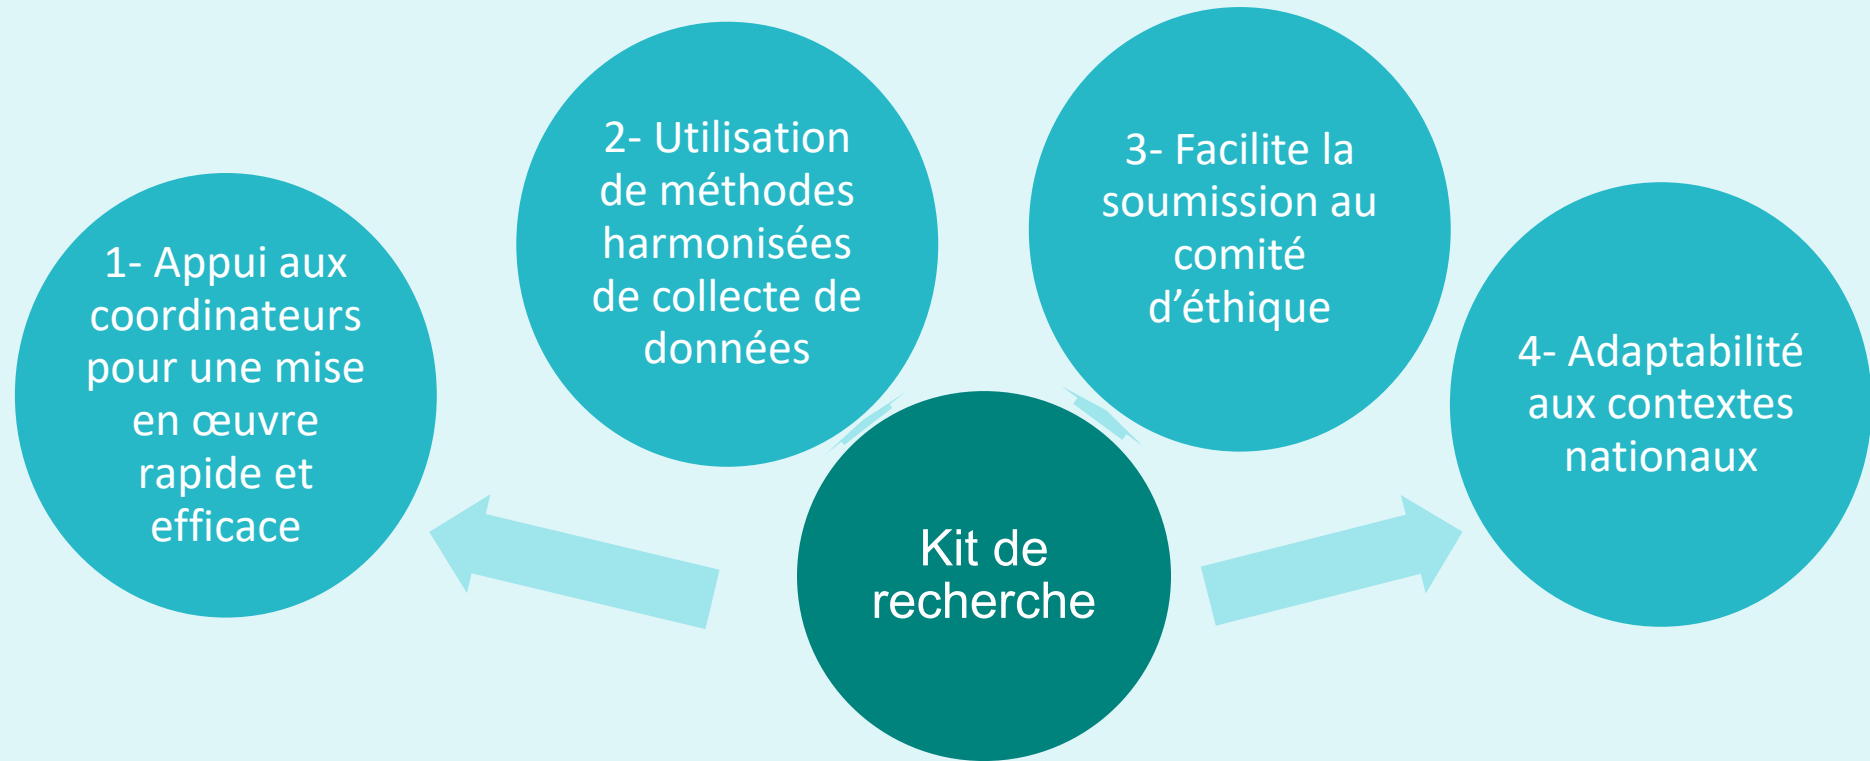 1- Appui aux
coordinateurs
pour une mise
en œuvre
rapide et
efficace
2- Utilisation
de méthodes
harmonisées
de collecte de
données
3- Facilite la
soumission au
comité
d’éthique
4- Adaptabilité
aux contextes
nationaux
Kit de
recherche